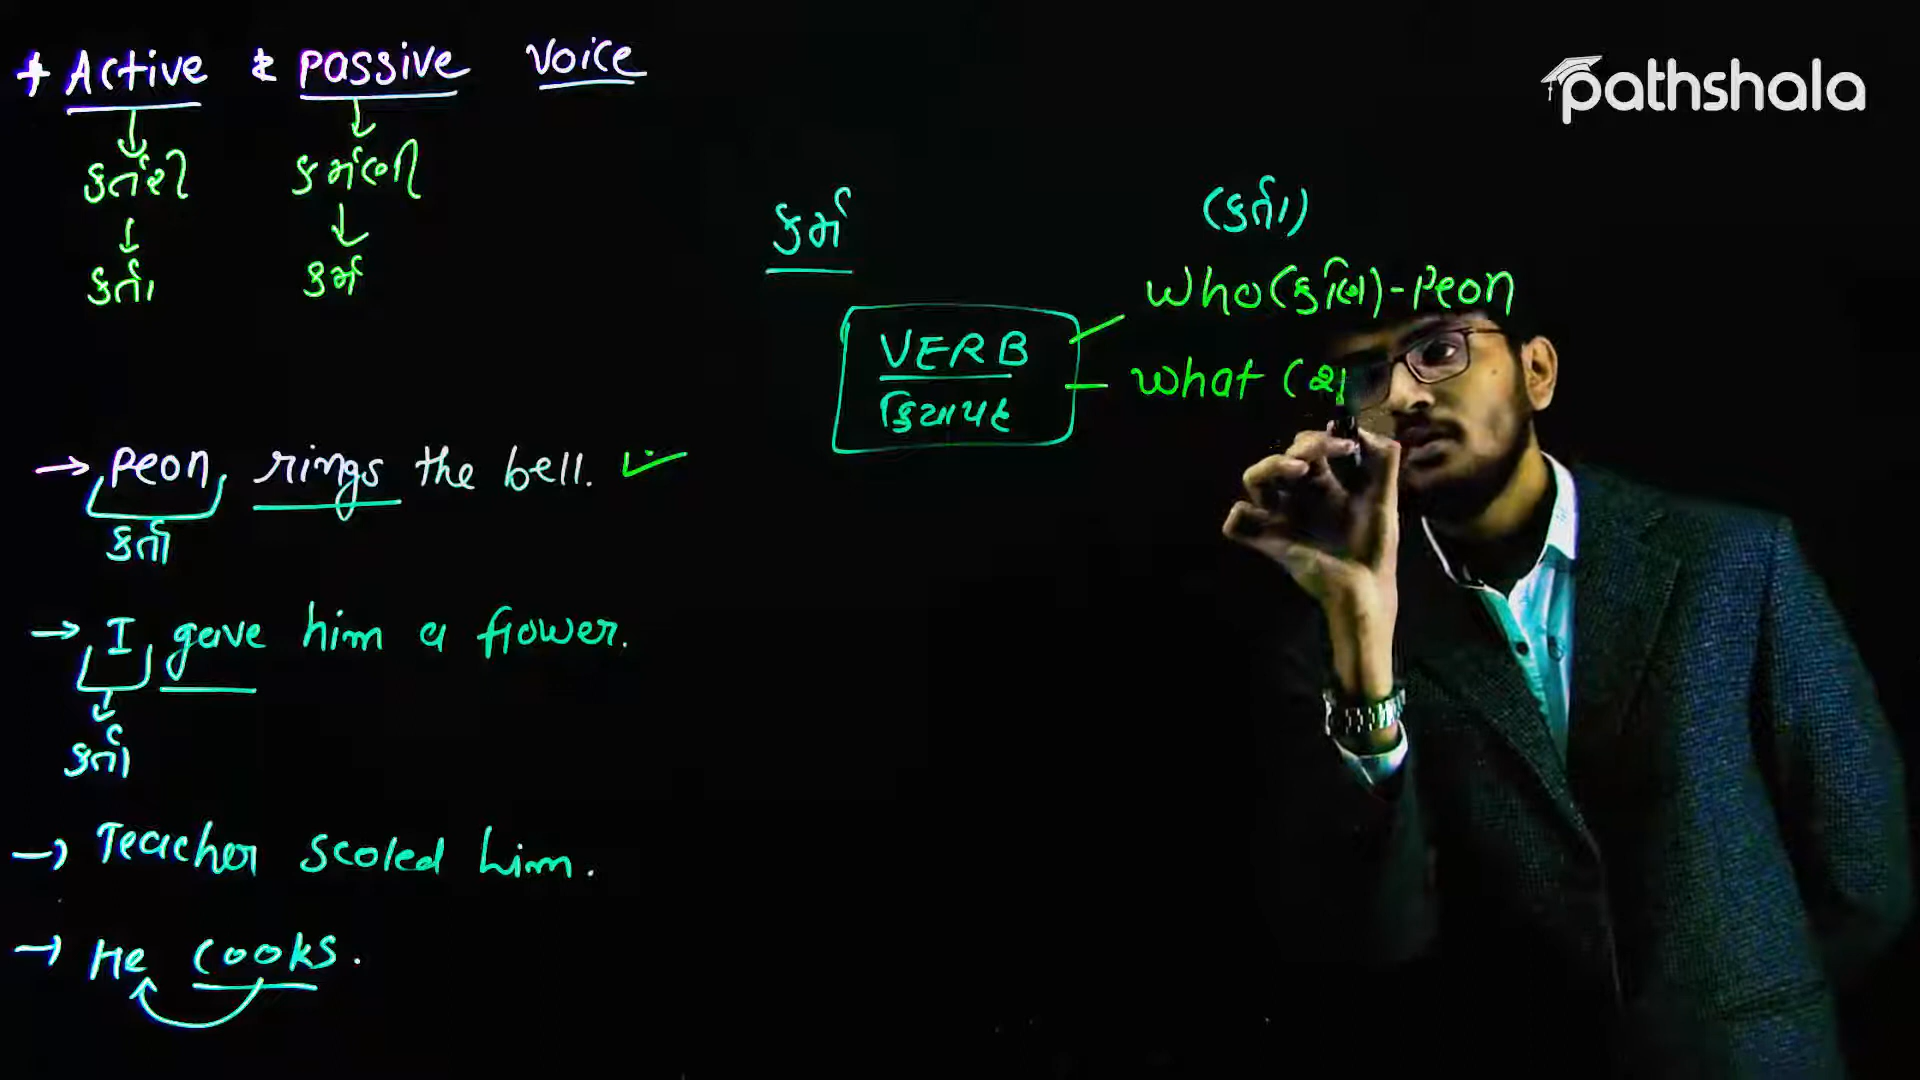 + Active & Passive Voice
કર્તરી કર્મણી
કર્તા કર્મ
pathshala
કર્મ
(કર્તા)
VERB
ક્રિયાપદ
Who (કોણ) - Peon
What (શ
→ Peon rings the bell. ✓
કર્તા
→ I gave him a flower.
કર્તા
→ Teacher scoled him.
→ He cooks.